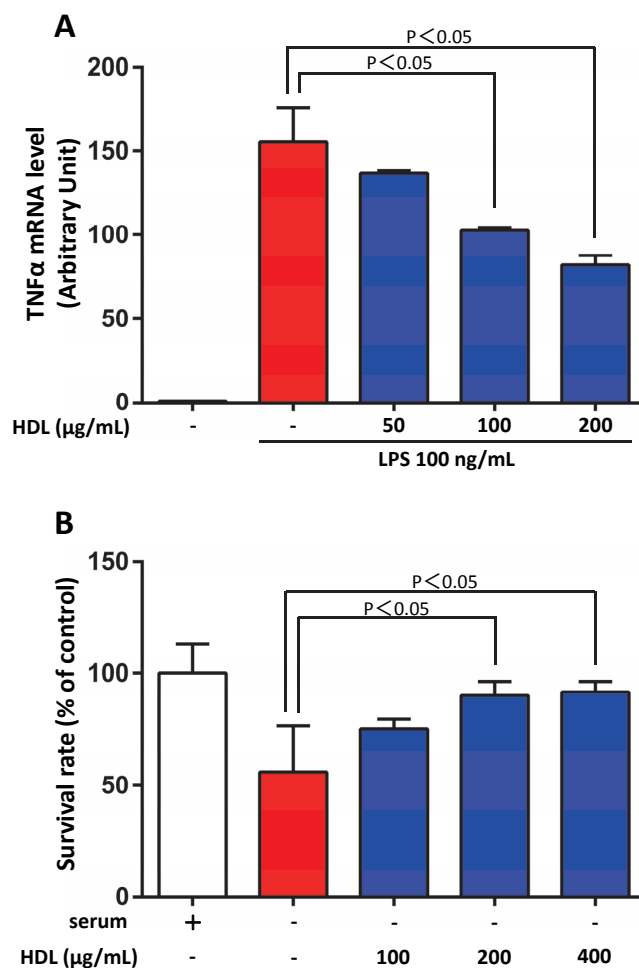 A
P＜0.05
P＜0.05
TNFα mRNA level
(Arbitrary Unit)
200
150
100
50
0
HDL (μg/mL) - - 50 100 200
LPS 100 ng/mL
B
P＜0.05
P＜0.05
Survival rate (% of control)
150
100
50
0
serum + - - - -
HDL (μg/mL) - - 100 200 400